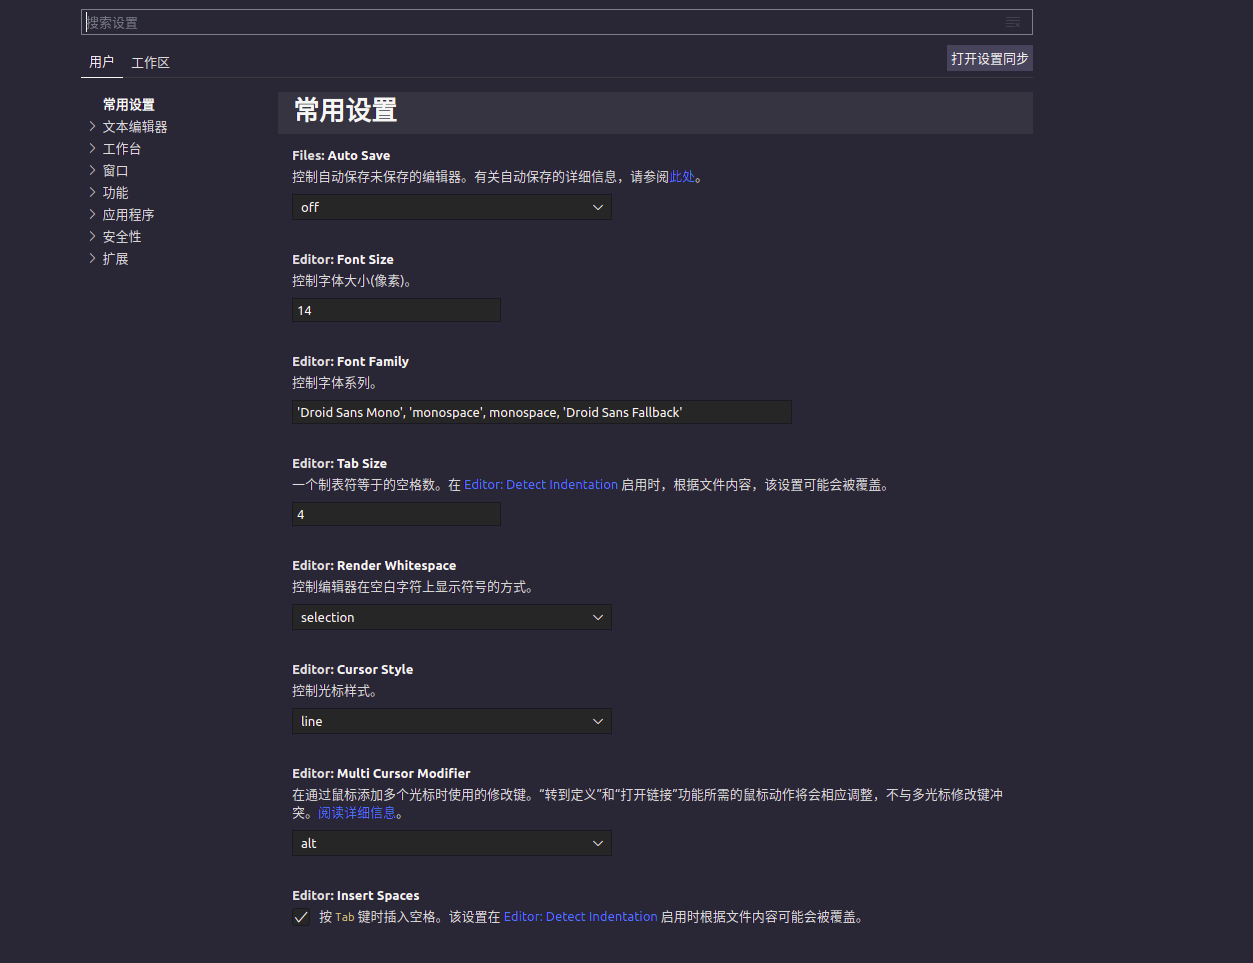 搜索设置
用户 工作区 打开设置同步
常用设置
文本编辑器
工作台
窗口
功能
应用程序
安全性
扩展
常用设置
Files: Auto Save
控制自动保存未保存的编辑器。有关自动保存的详细信息，请参阅此处。
off
Editor: Font Size
控制字体大小(像素)。
14
Editor: Font Family
控制字体系列。
'Droid Sans Mono', 'monospace', monospace, 'Droid Sans Fallback'
Editor: Tab Size
一个制表符等于的空格数。在 Editor: Detect Indentation 启用时，根据文件内容，该设置可能会被覆盖。
4
Editor: Render Whitespace
控制编辑器在空白字符上显示符号的方式。
selection
Editor: Cursor Style
控制光标样式。
line
Editor: Multi Cursor Modifier
在通过鼠标添加多个光标时使用的修改键。“转到定义”和“打开链接”功能所需的鼠标动作将会相应调整，不与多光标修改键冲
突。阅读详细信息。
alt
Editor: Insert Spaces
按 Tab 键时插入空格。该设置在 Editor: Detect Indentation 启用时根据文件内容可能会被覆盖。